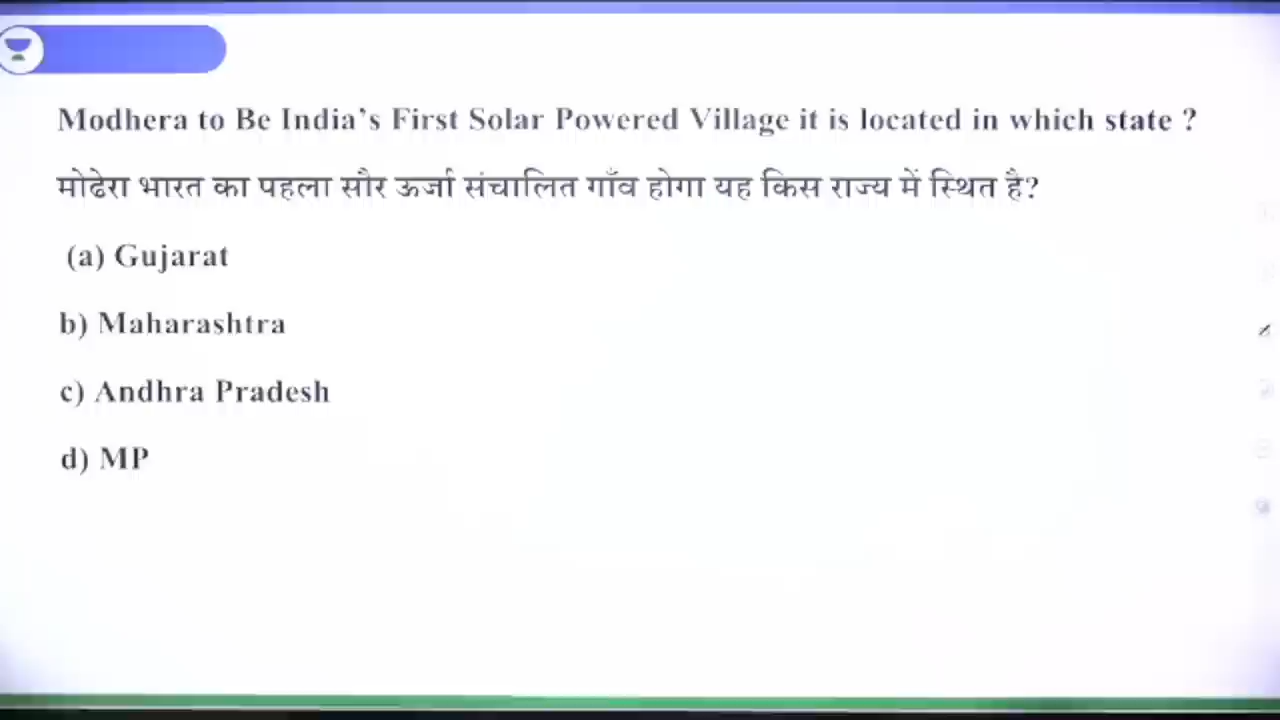 Modhera to Be India's First Solar Powered Village it is located in which state ?
मोढेरा भारत का पहला सौर ऊर्जा संचालित गाँव होगा यह किस राज्य में स्थित है?
(a) Gujarat
b) Maharashtra
c) Andhra Pradesh
d) MP